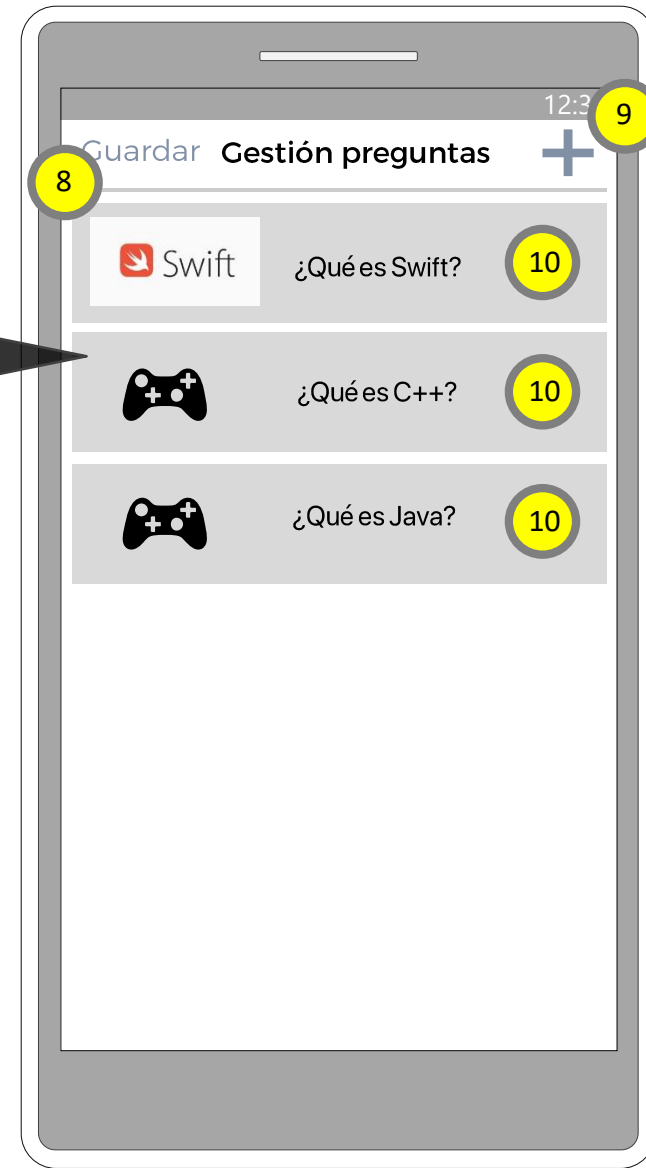 12:3
9
Guardar Gestión preguntas
8
Swift ¿Qué es Swift? 10
¿Qué es C++? 10
¿Qué es Java? 10